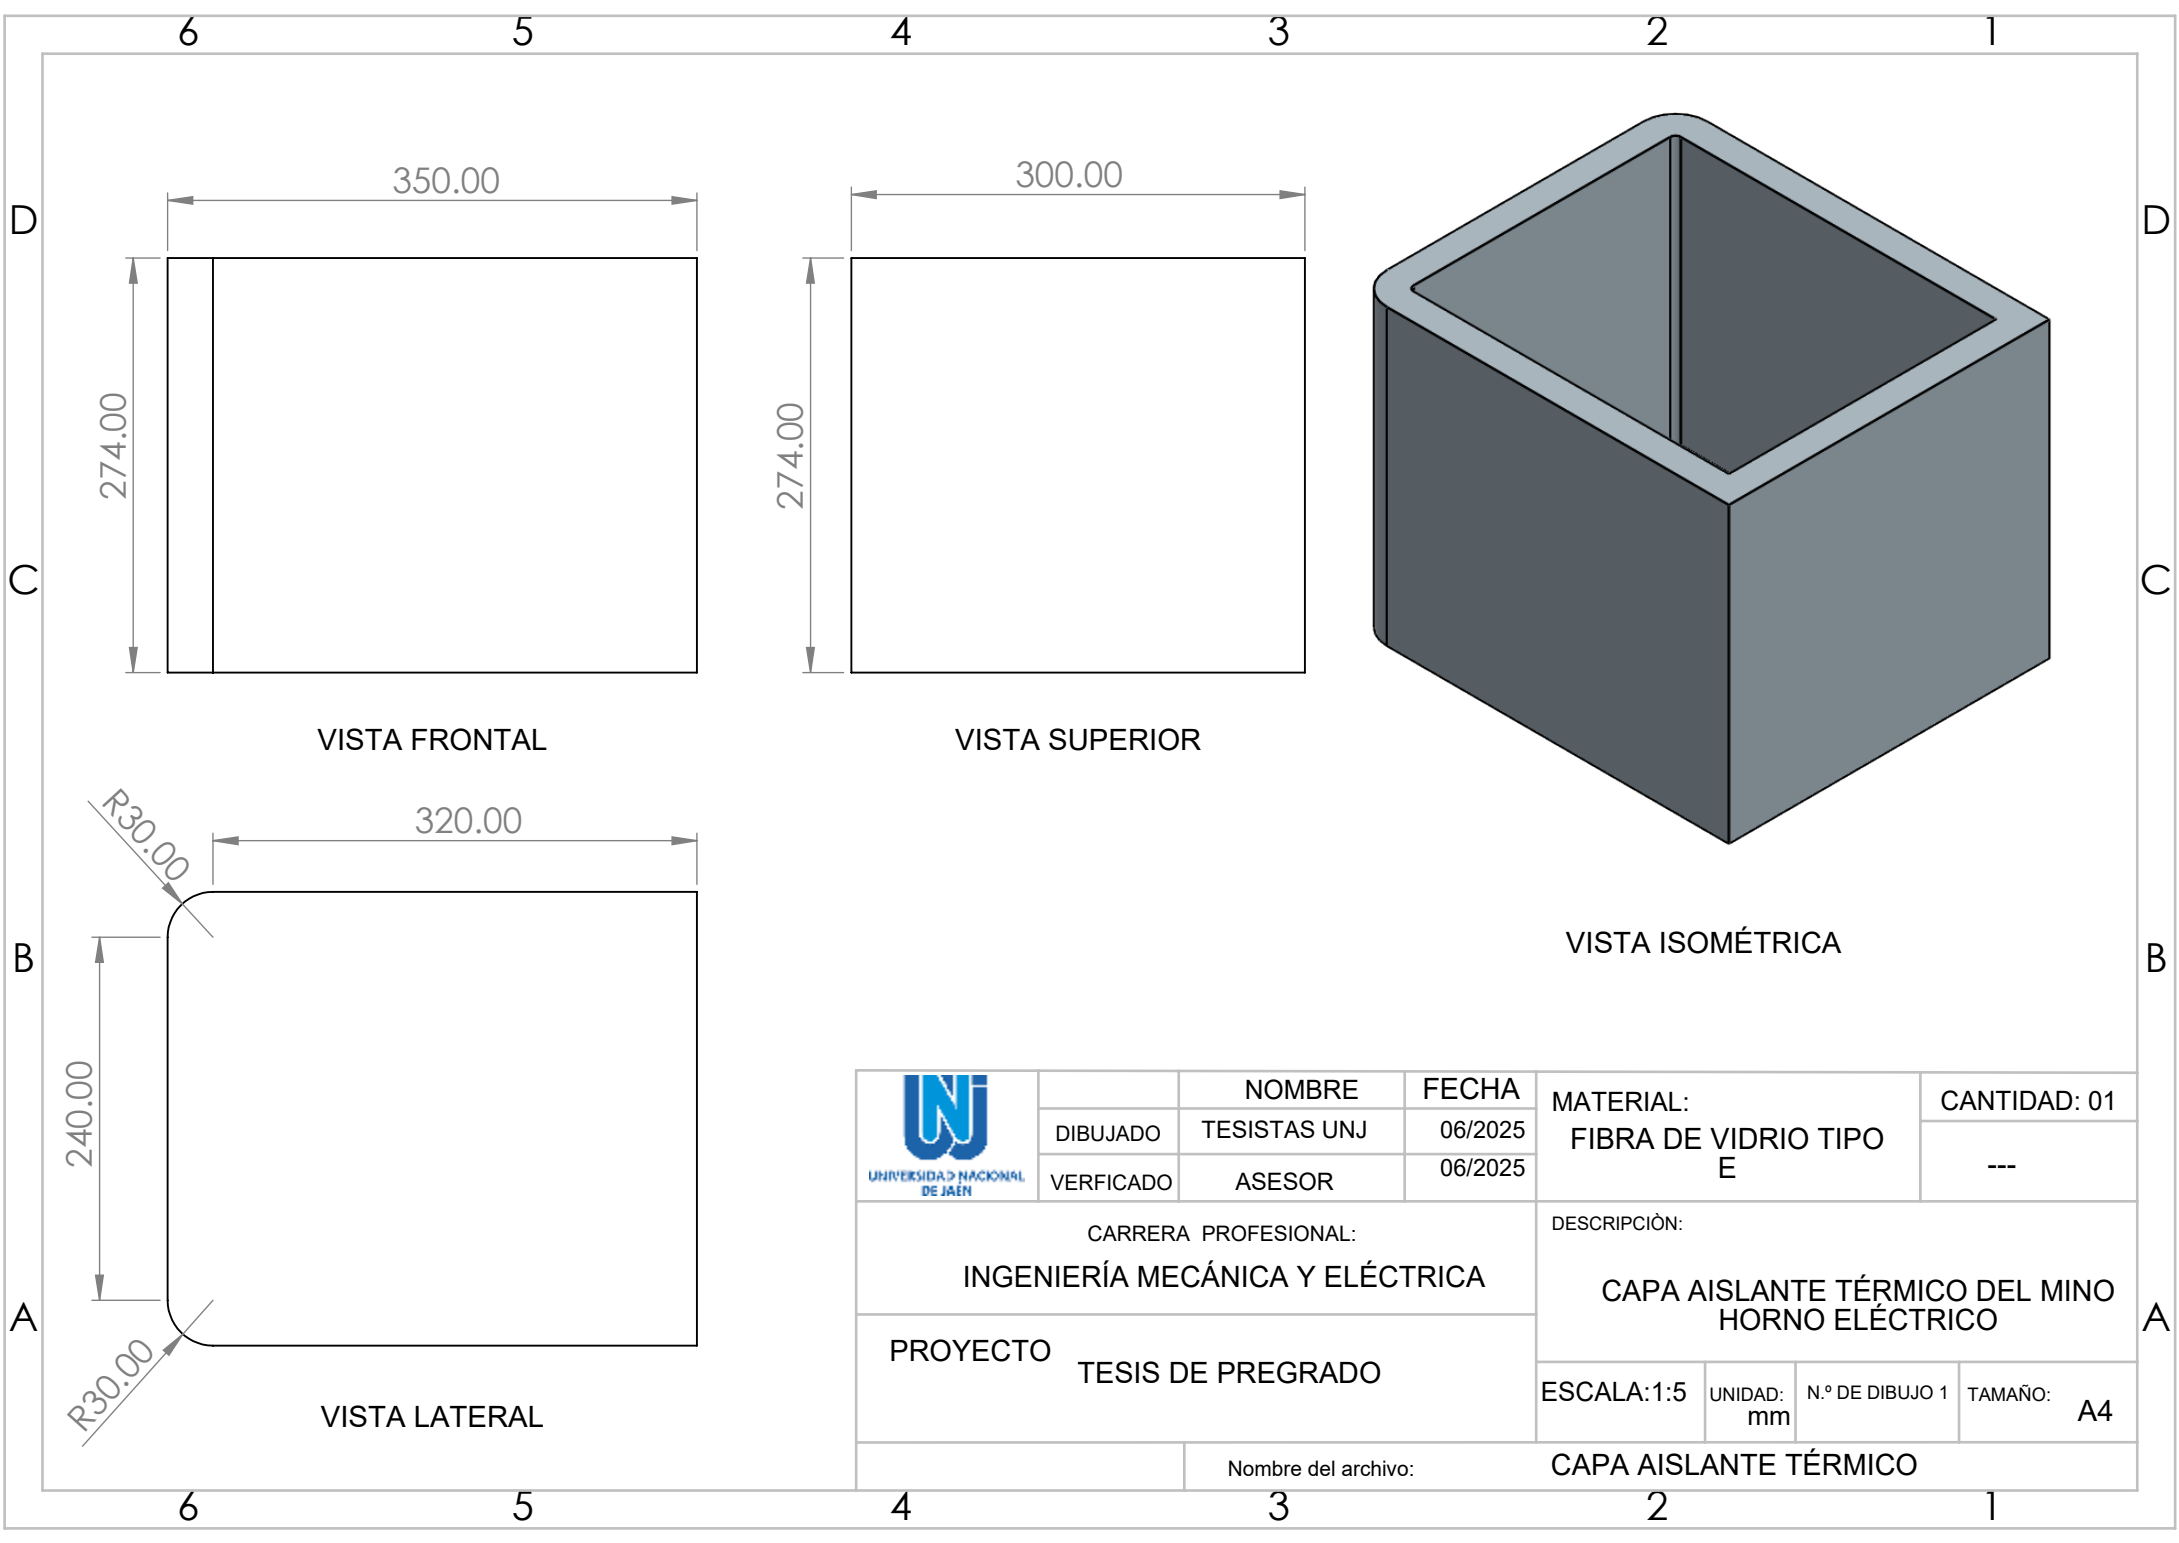 6 5 4 3 2 1
350.00
300.00
D D
274.00
274.00
C C
VISTA FRONTAL
VISTA SUPERIOR
R30.00
320.00
VISTA ISOMÉTRICA
B B
240.00
R30.00
VISTA LATERAL
A A
UNIVERSIDAD NACIONAL
DE JAÉN
NOMBRE FECHA
DIBUJADO TESISTAS UNJ 06/2025
VERFICADO ASESOR 06/2025
MATERIAL:
FIBRA DE VIDRIO TIPO
E
CANTIDAD: 01
---
CARRERA PROFESIONAL:
INGENIERÍA MECÁNICA Y ELÉCTRICA
DESCRIPCIÒN:
CAPA AISLANTE TÉRMICO DEL MINO
HORNO ELÉCTRICO
PROYECTO
TESIS DE PREGRADO
ESCALA:1:5
UNIDAD:
mm
N.º DE DIBUJO 1
TAMAÑO:
A4
Nombre del archivo: CAPA AISLANTE TÉRMICO
6 5 4 3 2 1